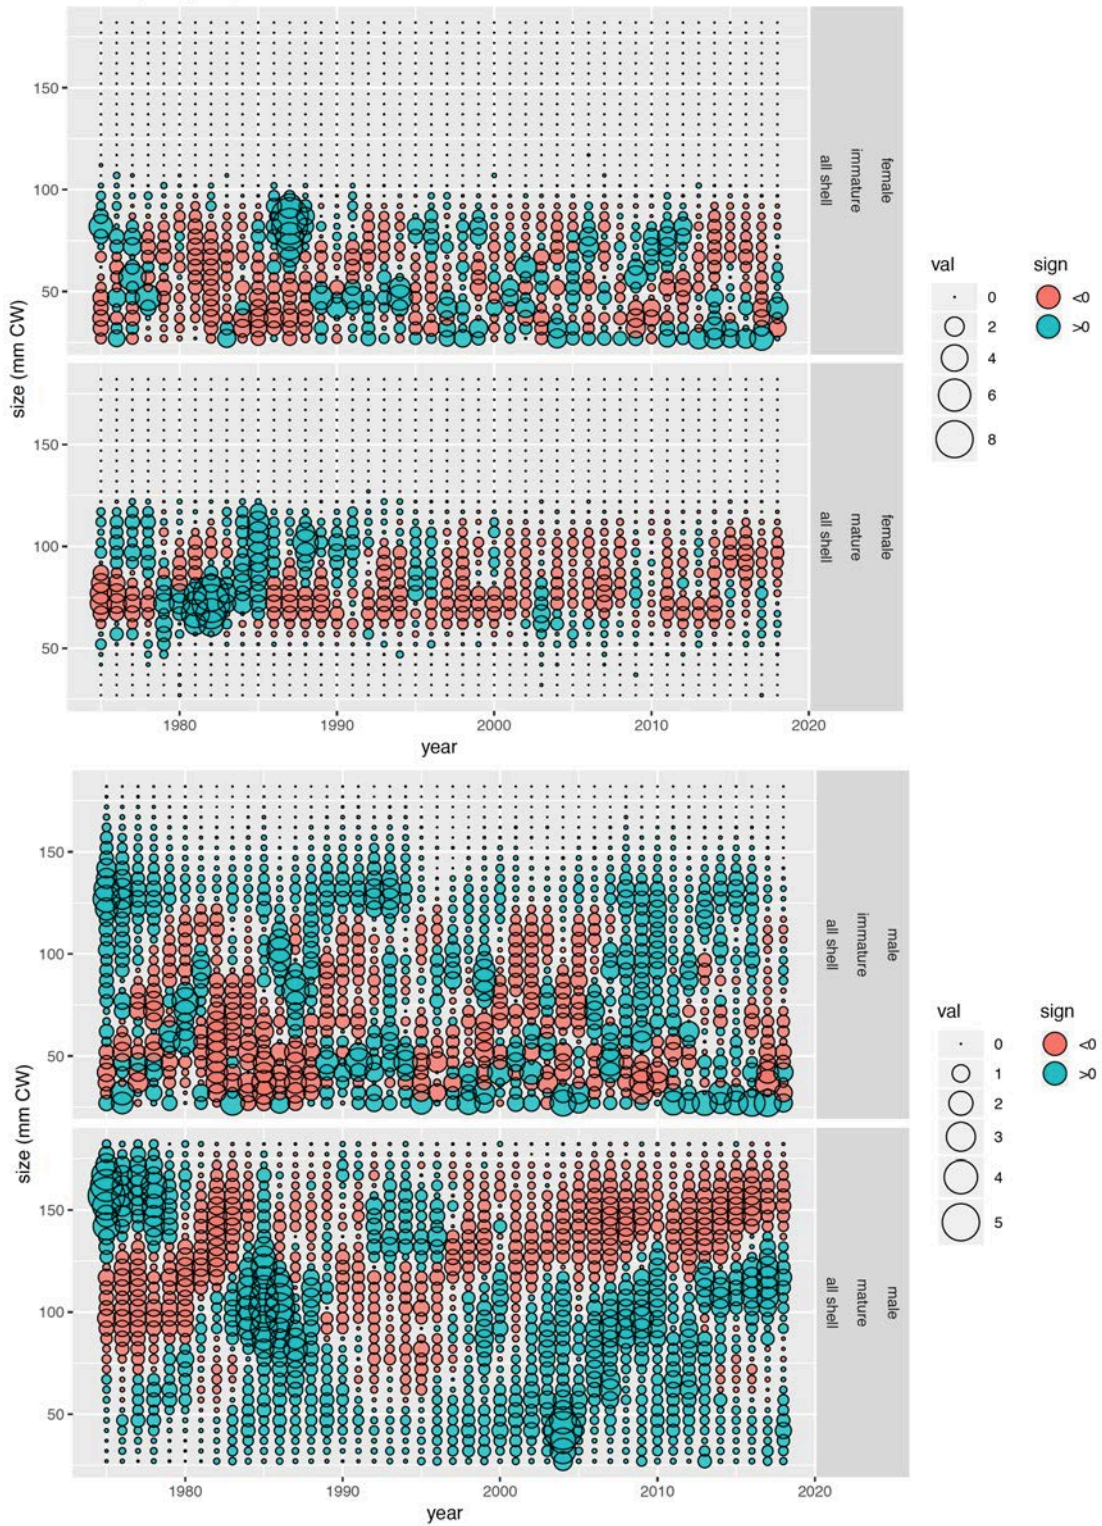 150
100
50
female
immature
all shell
150
100
50
female
mature
all shell
size (mm CW)
1980
1990
2000
2010
2020
year
val
0
2
4
6
8
sign
<0
>0
150
100
50
male
immature
all shell
150
100
50
male
mature
all shell
size (mm CW)
1980
1990
2000
2010
2020
year
val
0
1
2
3
4
5
sign
<0
>0